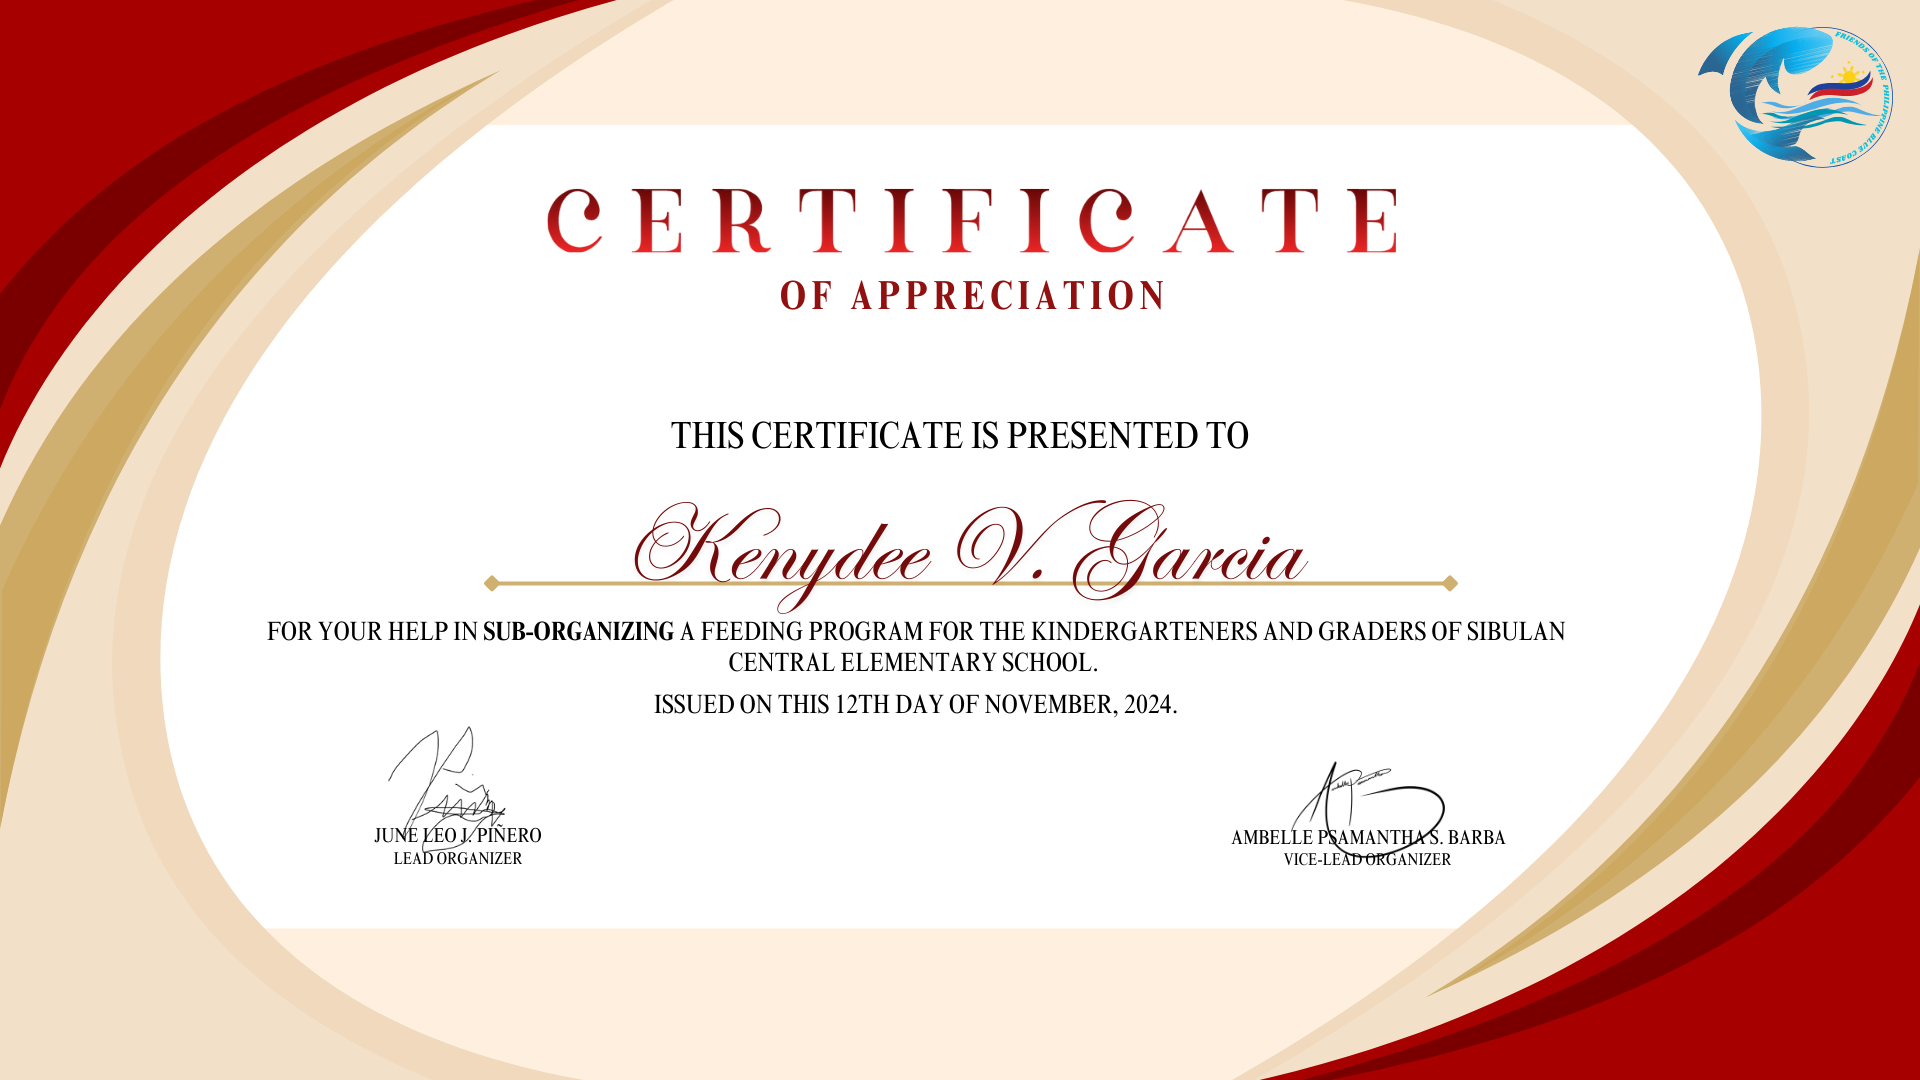 FRIENDS OF THE PHILIPPINE BLUE COAST
CERTIFICATE
OF APPRECIATION
THIS CERTIFICATE IS PRESENTED TO
Kenydee V. Garcia
FOR YOUR HELP IN SUB-ORGANIZING A FEEDING PROGRAM FOR THE KINDERGARTENERS AND GRADERS OF SIBULAN
CENTRAL ELEMENTARY SCHOOL.
ISSUED ON THIS 12TH DAY OF NOVEMBER, 2024.
JUNE LEO J. PIÑERO
LEAD ORGANIZER
AMBELLE PSAMANTHA S. BARBA
VICE-LEAD ORGANIZER